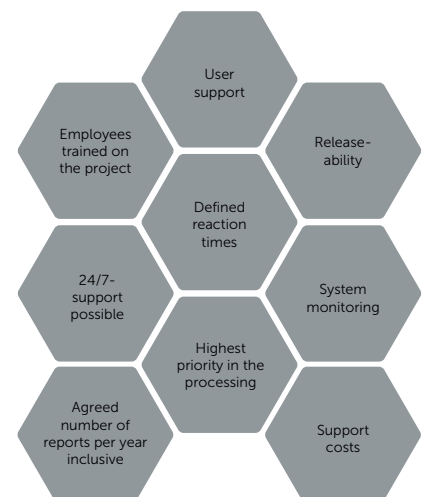 User
support
Employees
trained on
the project
Release-
ability
Defined
reaction
times
24/7-
support
possible
System
monitoring
Highest
priority in the
processing
Agreed
number of
reports per year
inclusive
Support
costs